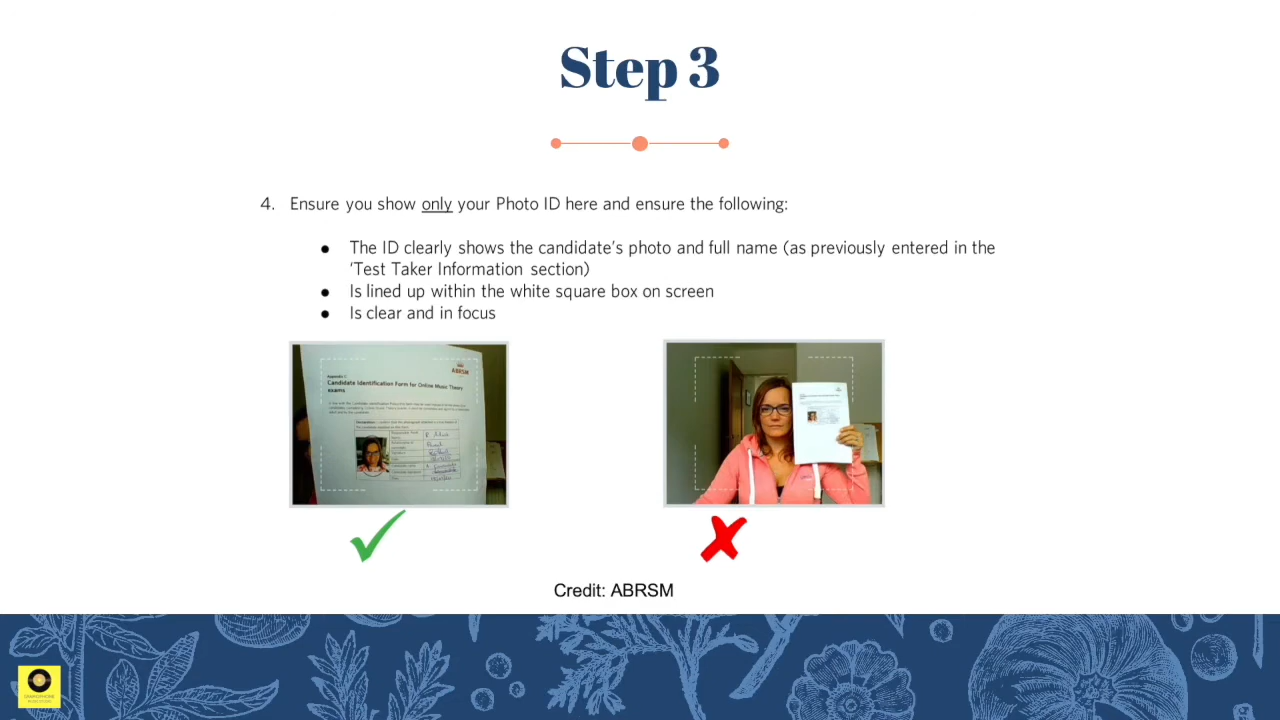 Step 3
4. Ensure you show only your Photo ID here and ensure the following:
● The ID clearly shows the candidate's photo and full name (as previously entered in the
'Test Taker Information section)
● Is lined up within the white square box on screen
● Is clear and in focus
ABRSM
Candidate Identification Form for Online Music Theory
exams
Credit: ABRSM